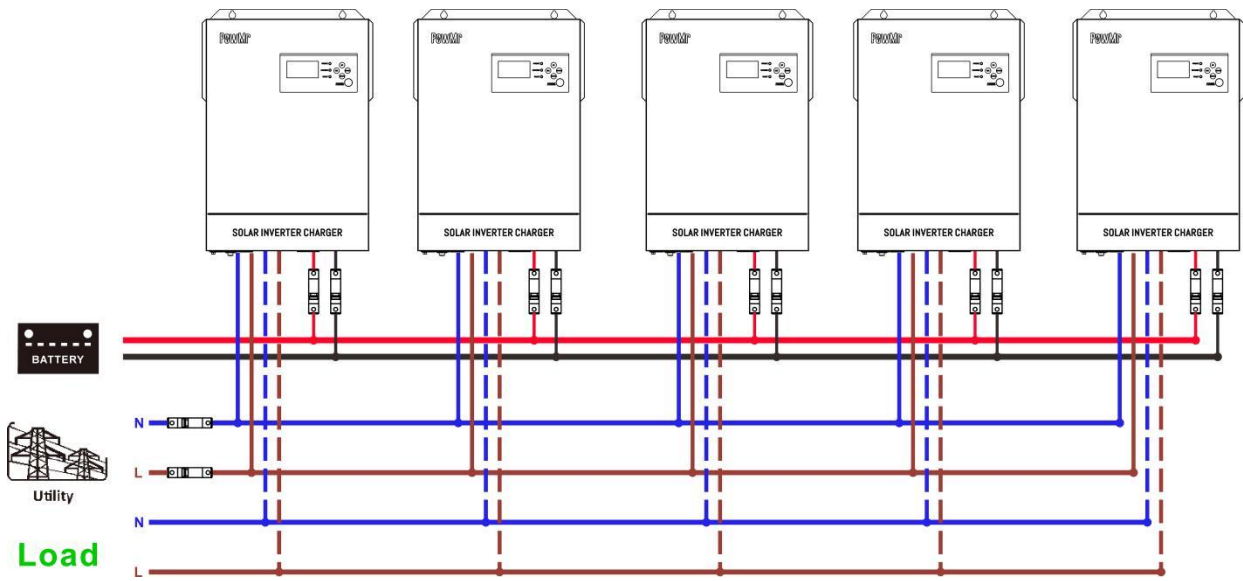 PowMr PowMr PowMr PowMr PowMr
SOLAR INVERTER CHARGER SOLAR INVERTER CHARGER SOLAR INVERTER CHARGER SOLAR INVERTER CHARGER SOLAR INVERTER CHARGER
BATTERY
N
L
Utility
N
Load
L